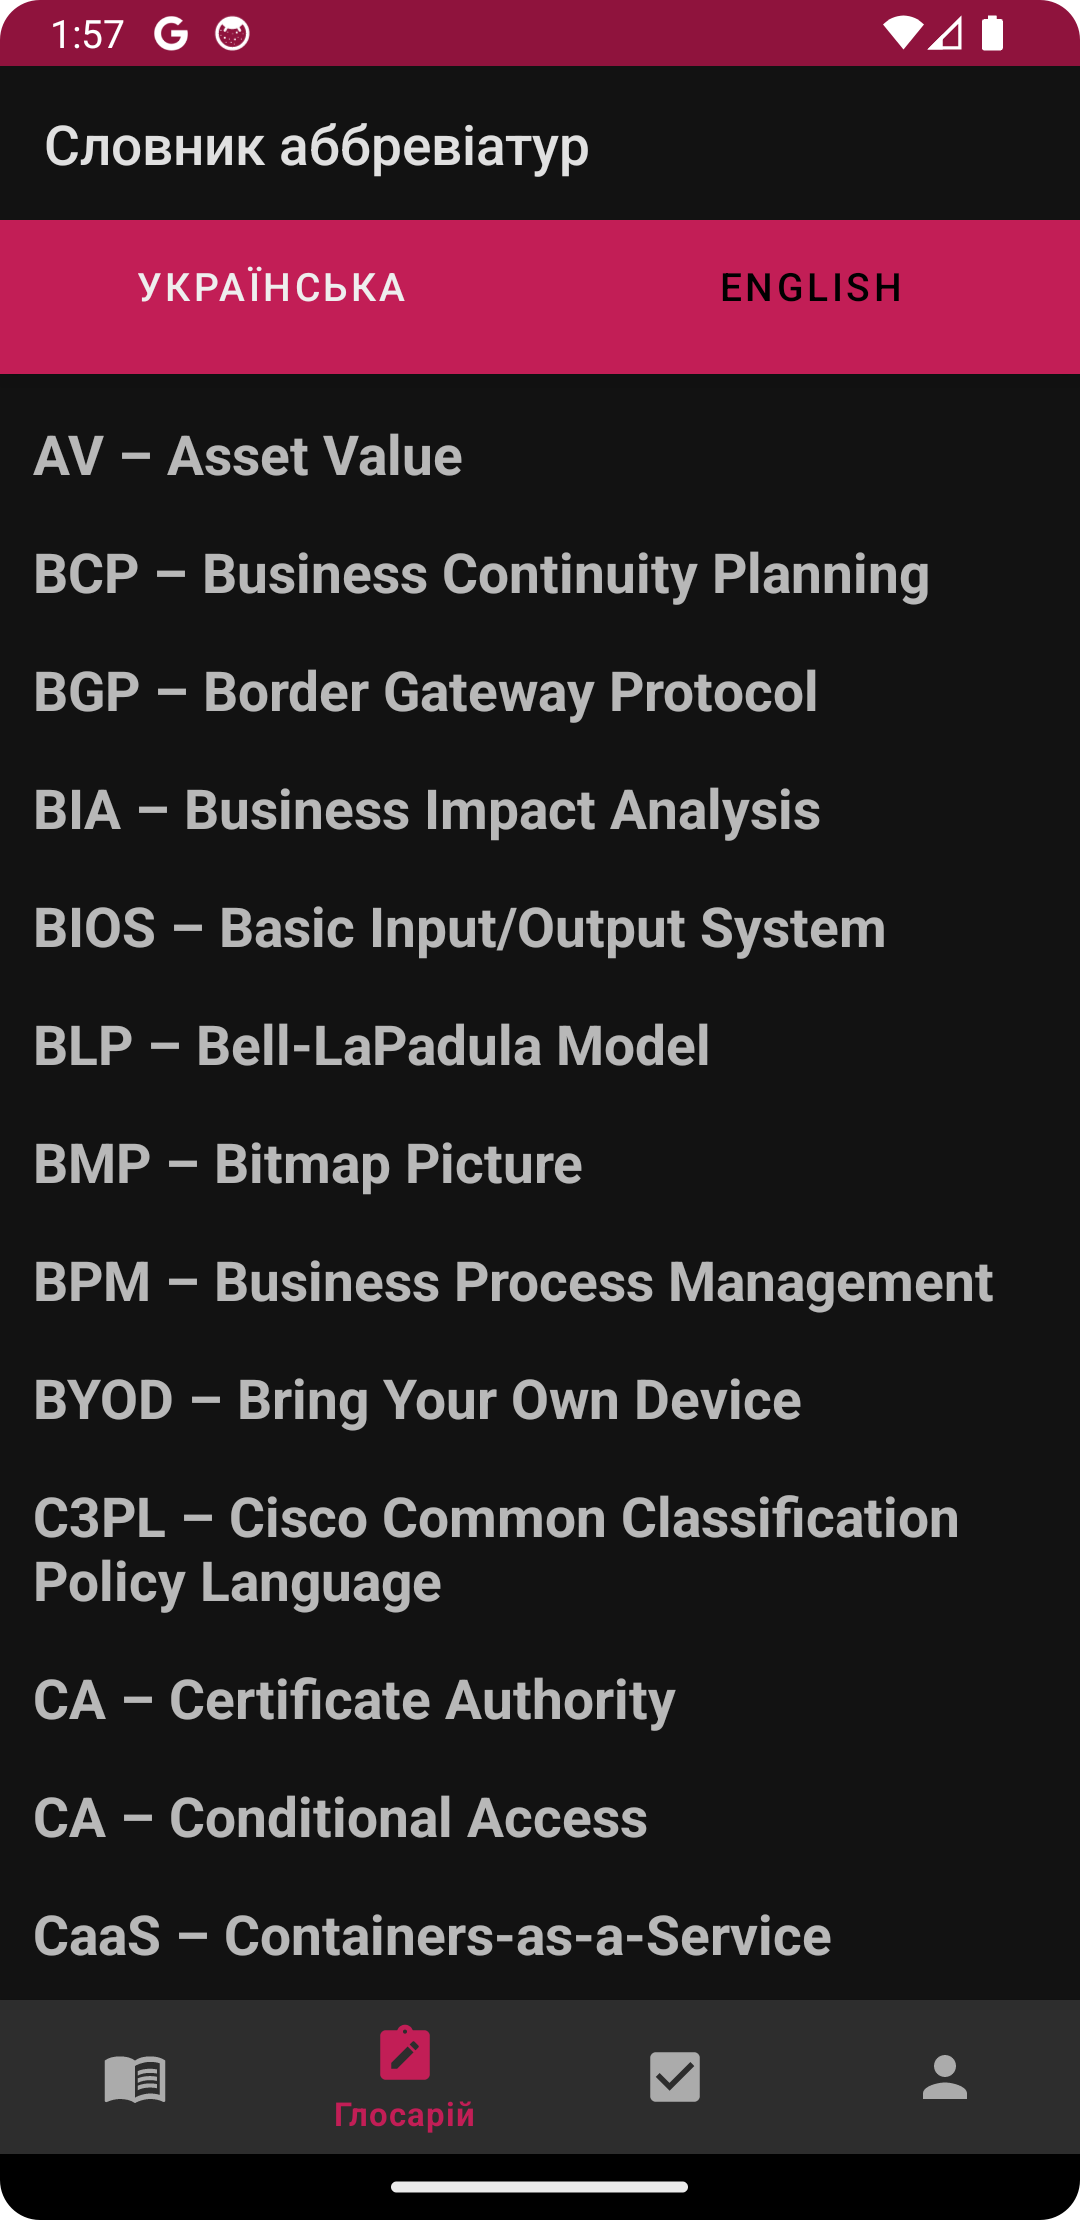 1:57
Словник аббревіатур
УКРАЇНСЬКА
ENGLISH
AV – Asset Value
BCP – Business Continuity Planning
BGP – Border Gateway Protocol
BIA – Business Impact Analysis
BIOS – Basic Input/Output System
BLP – Bell-LaPadula Model
BMP – Bitmap Picture
BPM – Business Process Management
BYOD – Bring Your Own Device
C3PL – Cisco Common Classification
Policy Language
CA – Certificate Authority
CA – Conditional Access
CaaS – Containers-as-a-Service
Глосарій